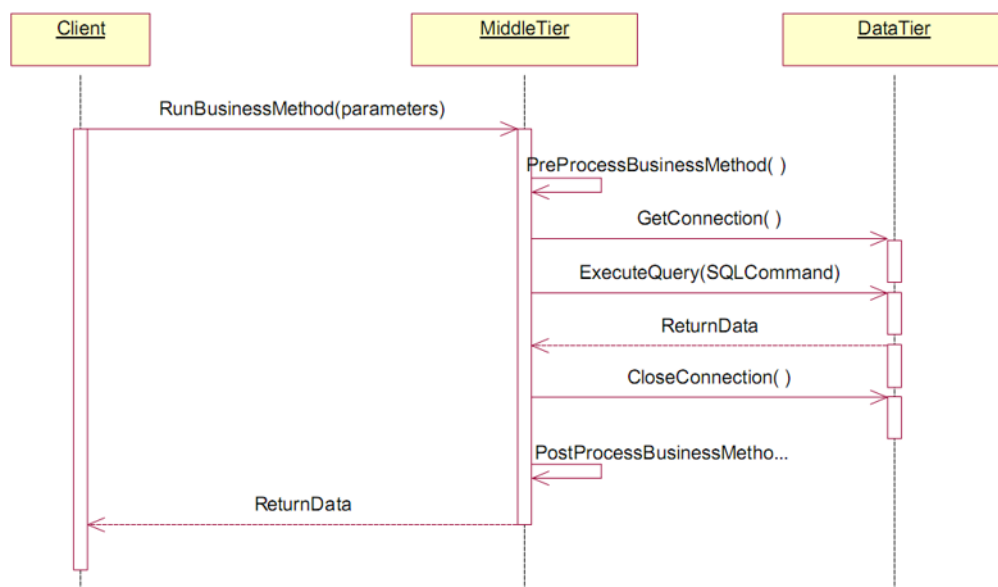 Client
MiddleTier
DataTier
RunBusinessMethod(parameters)
PreProcessBusinessMethod( )
GetConnection( )
ExecuteQuery(SQLCommand)
ReturnData
CloseConnection( )
PostProcessBusinessMetho...
ReturnData